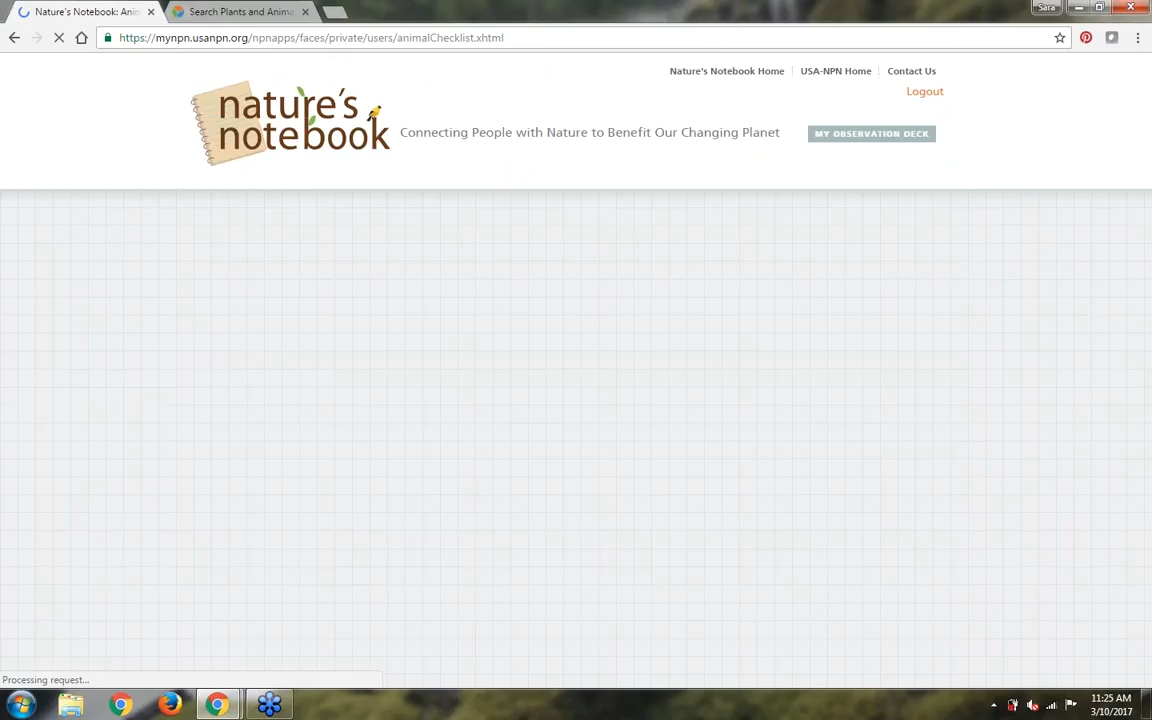 Nature's Notebook: Anim
Search Plants and Anima
Sara
https://mynpn.usanpn.org/npnapps/faces/private/users/animalChecklist.xhtml
Nature's Notebook Home
USA-NPN Home
Contact Us
Logout
nature's
notebook
Connecting People with Nature to Benefit Our Changing Planet
MY OBSERVATION DECK
Processing request...
11:25 AM
3/10/2017